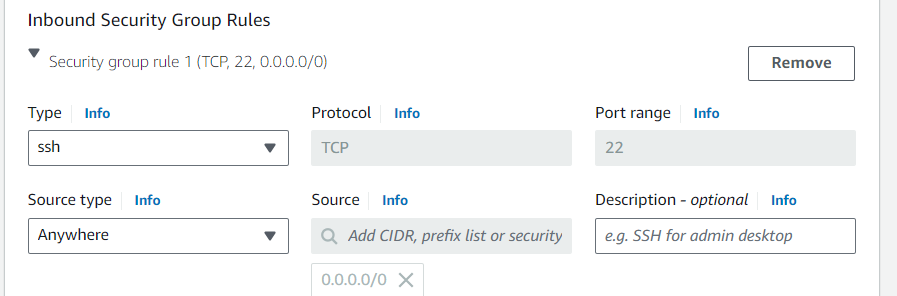 Inbound Security Group Rules
Security group rule 1 (TCP, 22, 0.0.0.0/0)
Remove
Type Info
Protocol Info
Port range Info
ssh
TCP
22
Source type Info
Source Info
Description - optional Info
Anywhere
Add CIDR, prefix list or security
e.g. SSH for admin desktop
0.0.0.0/0